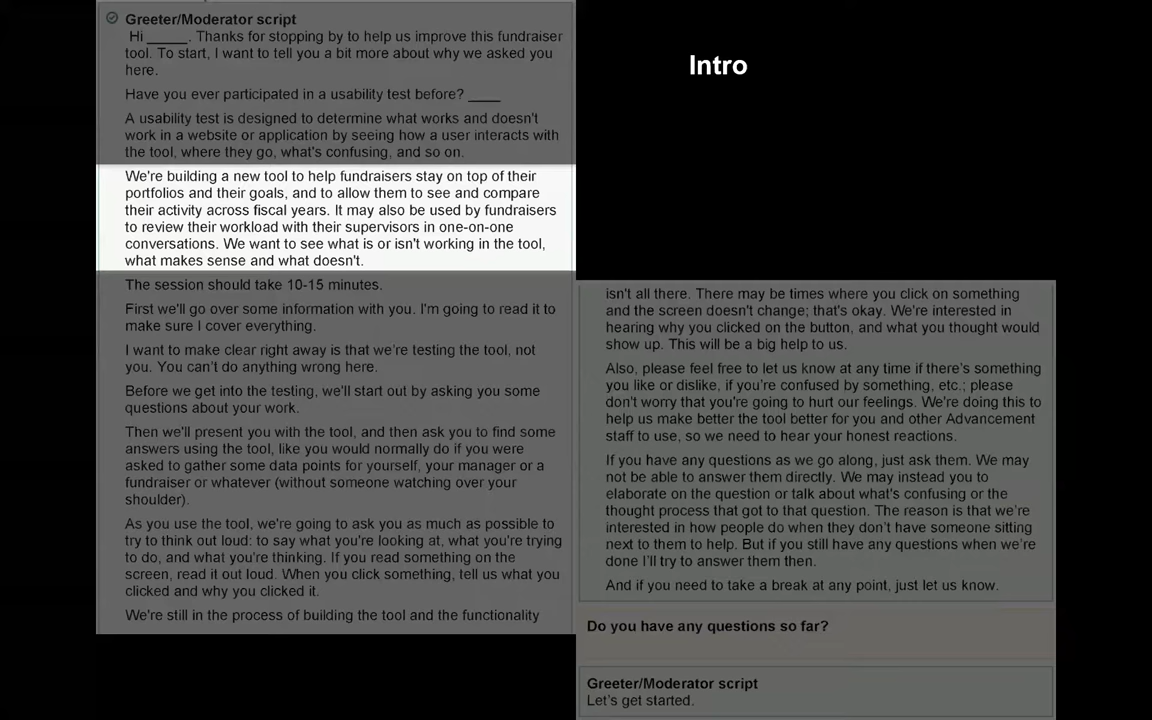 Greeter/Moderator script
Hi _____. Thanks for stopping by to help us improve this fundraiser
tool. To start, I want to tell you a bit more about why we asked you
here.
Have you ever participated in a usability test before? ____
A usability test is designed to determine what works and doesn't
work in a website or application by seeing how a user interacts with
the tool, where they go, what's confusing, and so on.
We're building a new tool to help fundraisers stay on top of their
portfolios and their goals, and to allow them to see and compare
their activity across fiscal years. It may also be used by fundraisers
to review their workload with their supervisors in one-on-one
conversations. We want to see what is or isn't working in the tool,
what makes sense and what doesn't.
The session should take 10-15 minutes.
First we'll go over some information with you. I'm going to read it to
make sure I cover everything.
I want to make clear right away is that we're testing the tool, not
you. You can't do anything wrong here.
Before we get into the testing, we'll start out by asking you some
questions about your work.
Then we'll present you with the tool, and then ask you to find some
answers using the tool, like you would normally do if you were
asked to gather some data points for yourself, your manager or a
fundraiser or whatever (without someone watching over your
shoulder).
As you use the tool, we're going to ask you as much as possible to
try to think out loud: to say what you're looking at, what you're trying
to do, and what you're thinking. If you read something on the
screen, read it out loud. When you click something, tell us what you
clicked and why you clicked it.
We're still in the process of building the tool and the functionality
Intro
isn't all there. There may be times where you click on something
and the screen doesn't change; that's okay. We're interested in
hearing why you clicked on the button, and what you thought would
show up. This will be a big help to us.
Also, please feel free to let us know at any time if there's something
you like or dislike, if you're confused by something, etc.; please
don't worry that you're going to hurt our feelings. We're doing this to
help us make better the tool better for you and other Advancement
staff to use, so we need to hear your honest reactions.
If you have any questions as we go along, just ask them. We may
not be able to answer them directly. We may instead you to
elaborate on the question or talk about what's confusing or the
thought process that got to that question. The reason is that we're
interested in how people do when they don't have someone sitting
next to them to help. But if you still have any questions when we're
done I'll try to answer them then.
And if you need to take a break at any point, just let us know.
Do you have any questions so far?
Greeter/Moderator script
Let's get started.